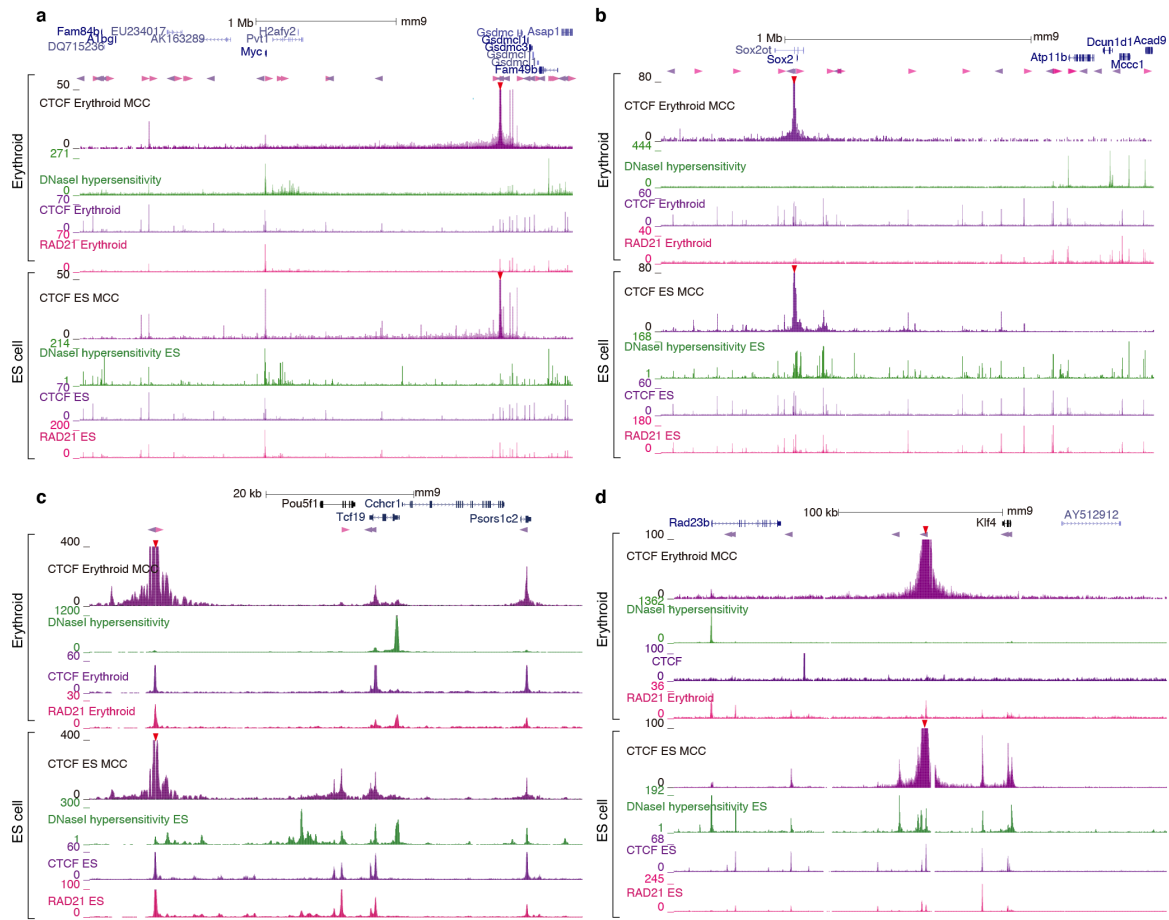 a
1 Mb mm9
Fam84b EU234017 H2afy2 Gsdmc Asap1
A1bg AK163289 Pvt1 Gsdmcl1
DQ715236 Myc Gsdmc3
Gsdmcl1
Fam49b
Erythroid
50
CTCF Erythroid MCC
0
271
DNaseI hypersensitivity
0
70
CTCF Erythroid
0
70
RAD21 Erythroid
0
ES cell
50
CTCF ES MCC
0
214
DNaseI hypersensitivity ES
1
70
CTCF ES
0
200
RAD21 ES
0
b
1 Mb mm9
Sox2ot Dcun1d1 Acad9
Sox2 Atp11b Mccc1
Erythroid
80
CTCF Erythroid MCC
0
444
DNaseI hypersensitivity
0
60
CTCF Erythroid
0
40
RAD21 Erythroid
0
ES cell
80
CTCF ES MCC
0
168
DNaseI hypersensitivity ES
1
60
CTCF ES
0
180
RAD21 ES
0
c
20 kb mm9
Pou5f1 Cchcr1
Tcf19 Psors1c2
Erythroid
400
CTCF Erythroid MCC
0
1200
DNaseI hypersensitivity
0
60
CTCF Erythroid
0
30
RAD21 Erythroid
0
ES cell
400
CTCF ES MCC
0
300
DNaseI hypersensitivity ES
1
60
CTCF ES
0
100
RAD21 ES
0
d
100 kb mm9
Rad23b Klf4 AY512912
Erythroid
100
CTCF Erythroid MCC
0
1362
DNaseI hypersensitivity
0
100
CTCF
0
36
RAD21 Erythroid
0
ES cell
100
CTCF ES MCC
0
192
DNaseI hypersensitivity ES
1
68
CTCF ES
0
245
RAD21 ES
0